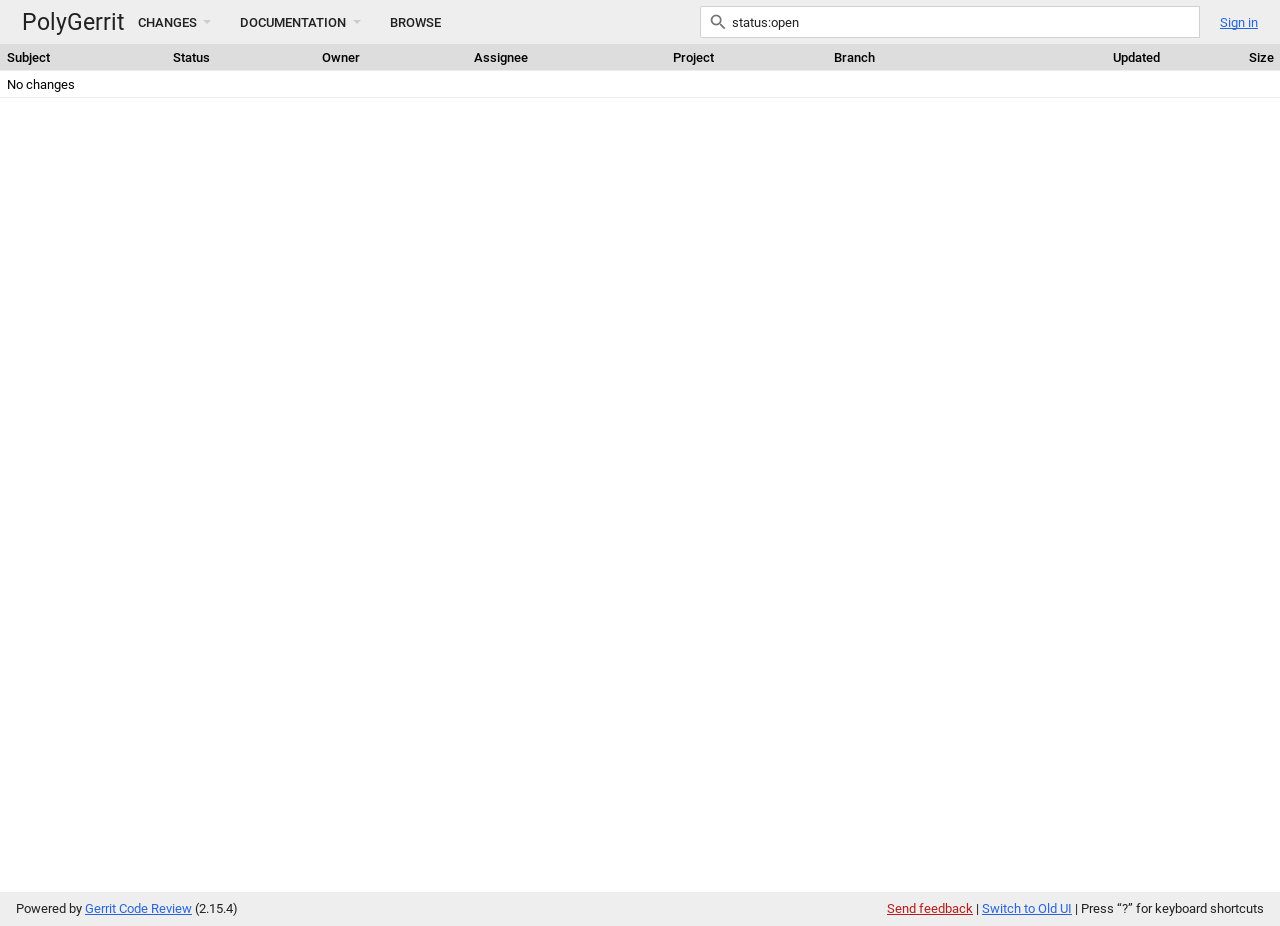 PolyGerrit CHANGES DOCUMENTATION BROWSE status:open Sign in
Subject Status Owner Assignee Project Branch Updated Size
No changes
Powered by Gerrit Code Review (2.15.4) Send feedback | Switch to Old UI | Press “?” for keyboard shortcuts